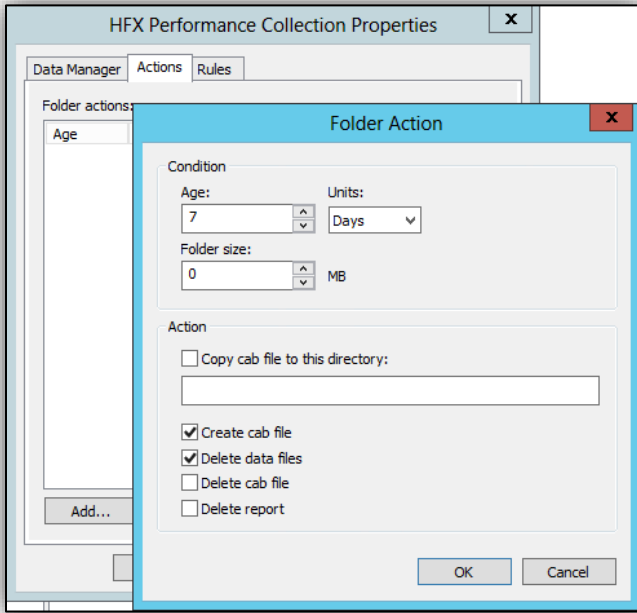 HFX Performance Collection Properties
x
Data Manager Actions Rules
Folder actions:
Age
Folder Action
x
Condition
Age: Units:
7 Days
Folder size:
0 MB
Action
Copy cab file to this directory:
Create cab file
Delete data files
Delete cab file
Delete report
Add...
OK Cancel